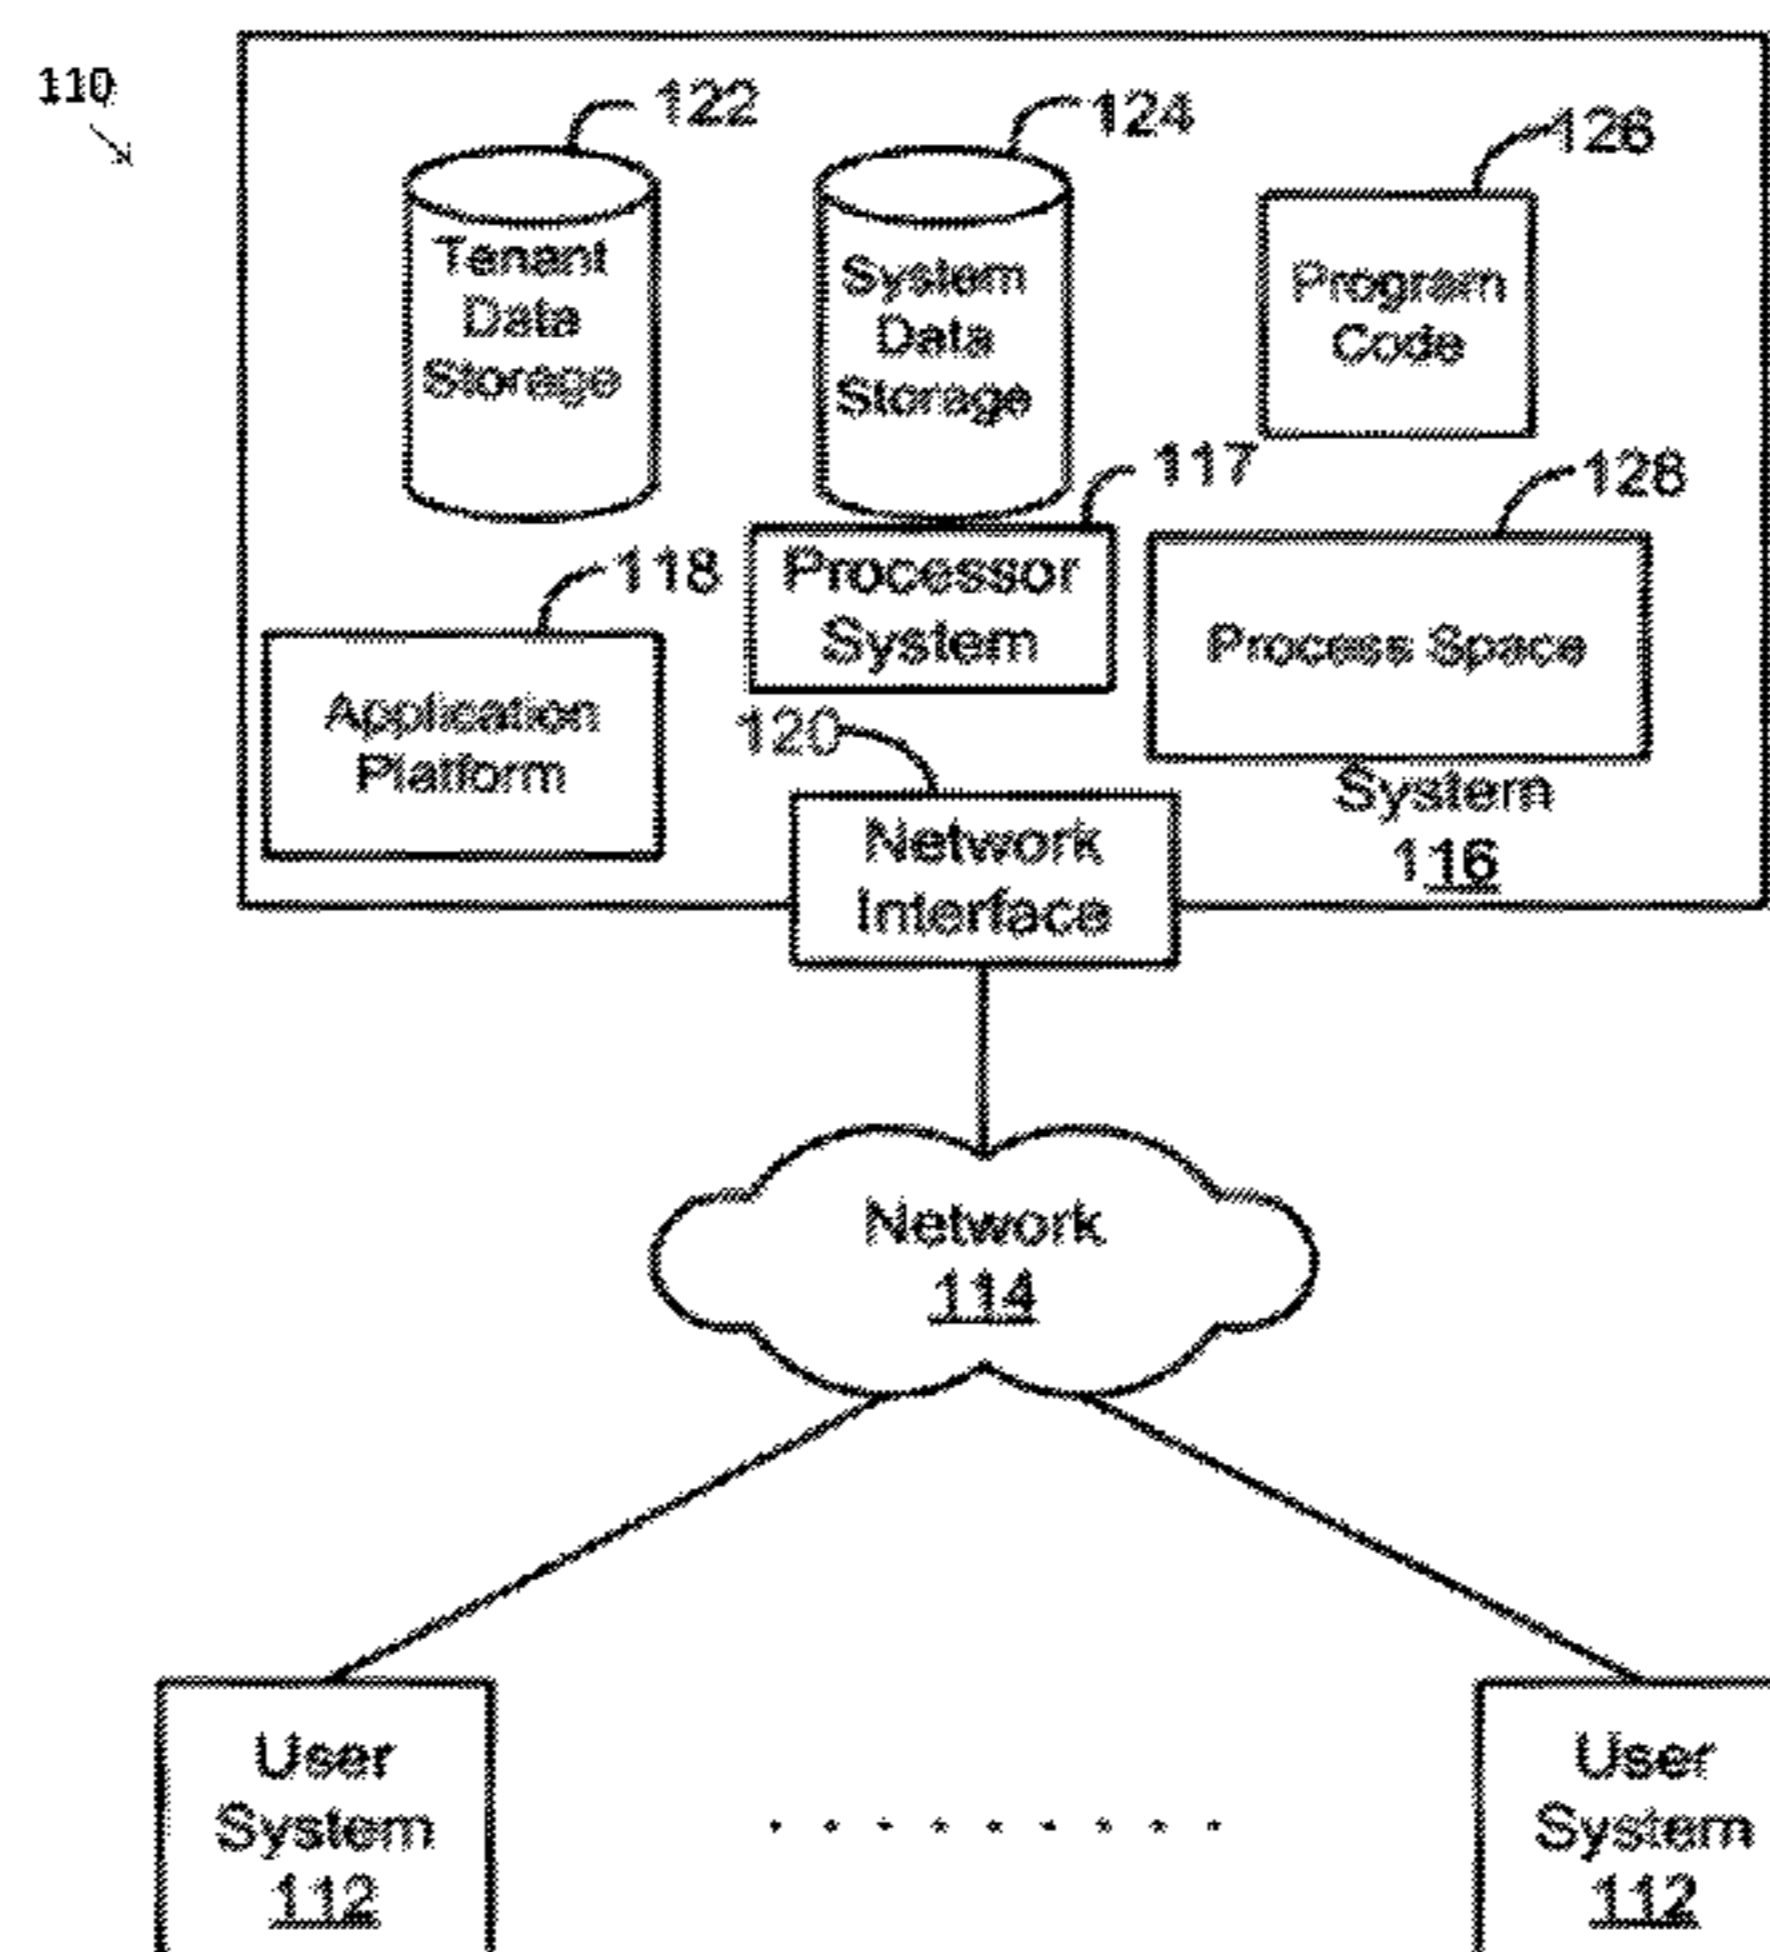 110
122
124
126
Tenant
Data
Storage
System
Data
Storage
Program
Code
117
128
118
Processor
System
Process Space
Application
Platform
120
System
116
Network
Interface
Network
114
User
System
112
. . . . . . . . .
User
System
112